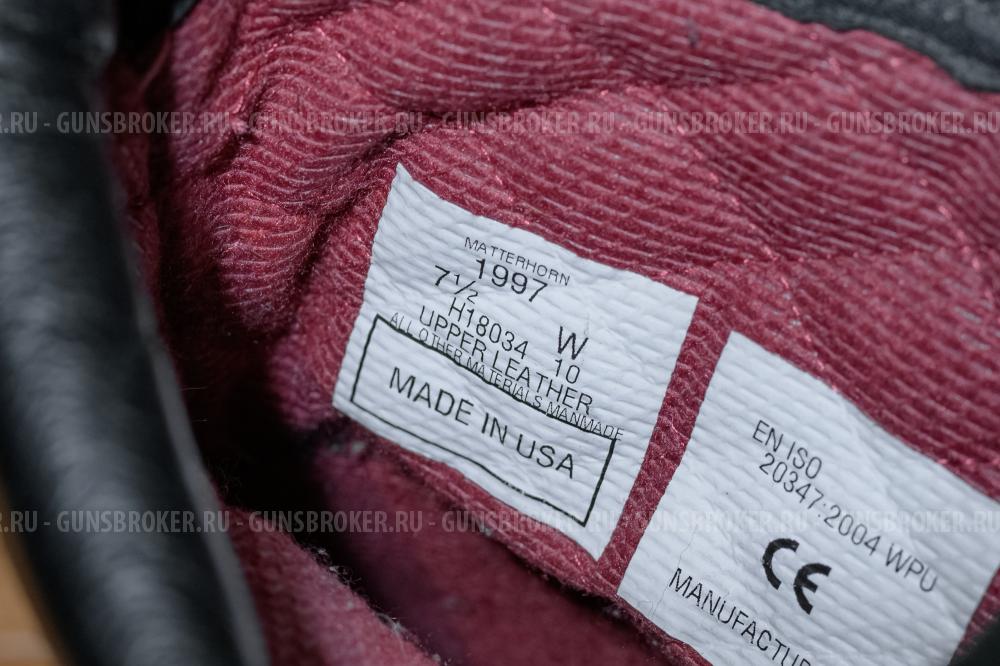 .RU - GUNSBROKER.RU - GUNSBROKER.RU - GUNSBROKER.RU - GUNSBROKER.RU - GUNSBROKER.RU
MATTERHORN
1997
7½ W
H18034 10
UPPER LEATHER
ALL OTHER MATERIALS MANMADE
MADE IN USA
EN ISO
20347:2004 WPU
CE
MANUFACTUR
.RU - GUNSBROKER.RU - GUNSBROKER.RU - GUNSBROKER.RU - GUNSBROKER.RU - GUNSBROKER.RU